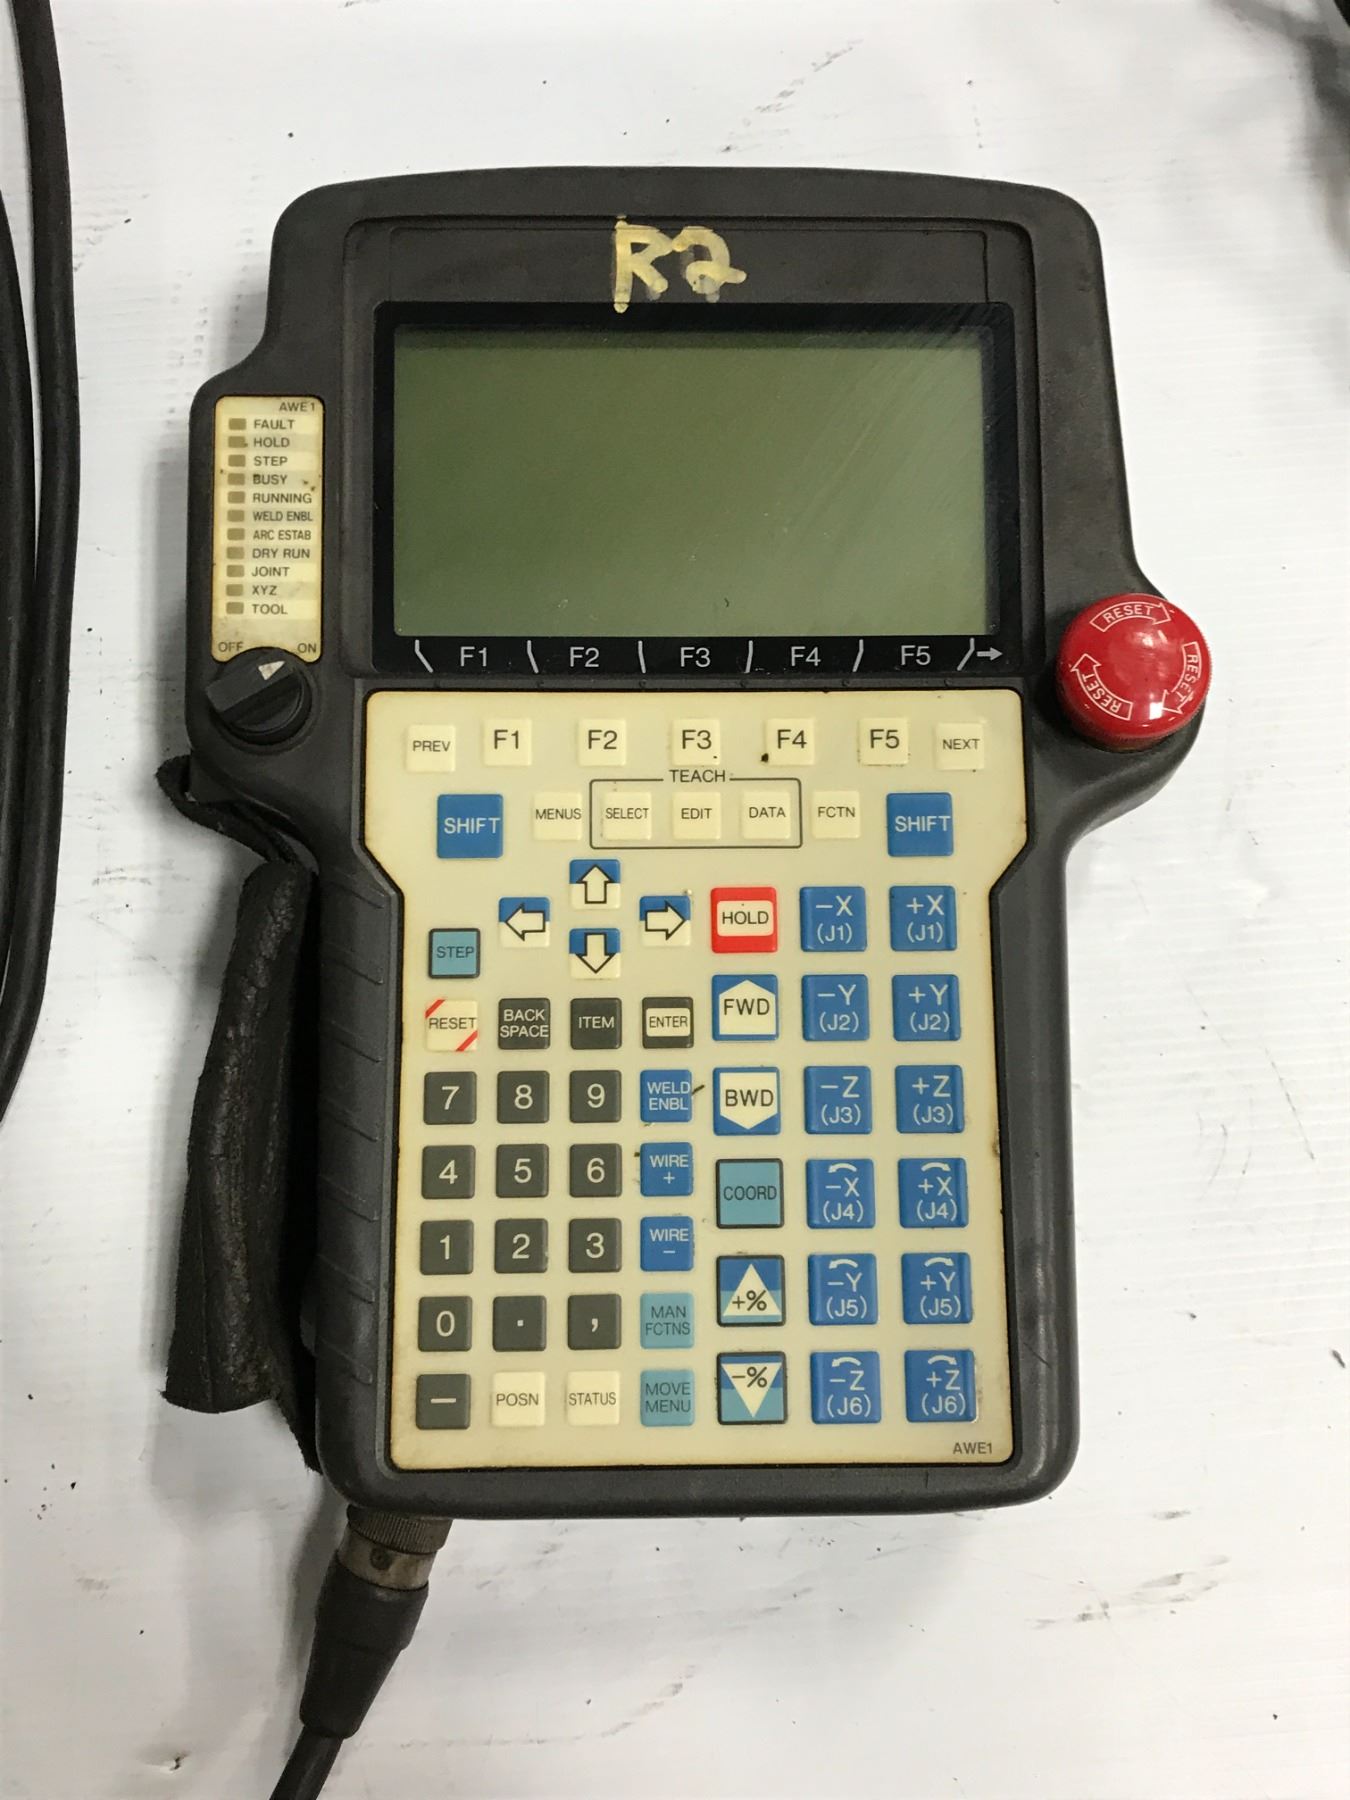 R2
AWE1
FAULT
HOLD
STEP
BUSY
RUNNING
WELD ENBL
ARC ESTAB
DRY RUN
JOINT
XYZ
TOOL
OFF ON
RESET
RESET
RESET
F1 F2 F3 F4 F5
PREV F1 F2 F3 F4 F5 NEXT
TEACH
SHIFT MENUS SELECT EDIT DATA FCTN SHIFT
HOLD -X (J1) +X (J1)
STEP
RESET BACK SPACE ITEM ENTER FWD -Y (J2) +Y (J2)
7 8 9 WELD ENBL BWD -Z (J3) +Z (J3)
4 5 6 WIRE + COORD -X (J4) +X (J4)
1 2 3 WIRE - +% -Y (J5) +Y (J5)
0 . , MAN FCTNS
- POSN STATUS MOVE MENU -% -Z (J6) +Z (J6)
AWE1